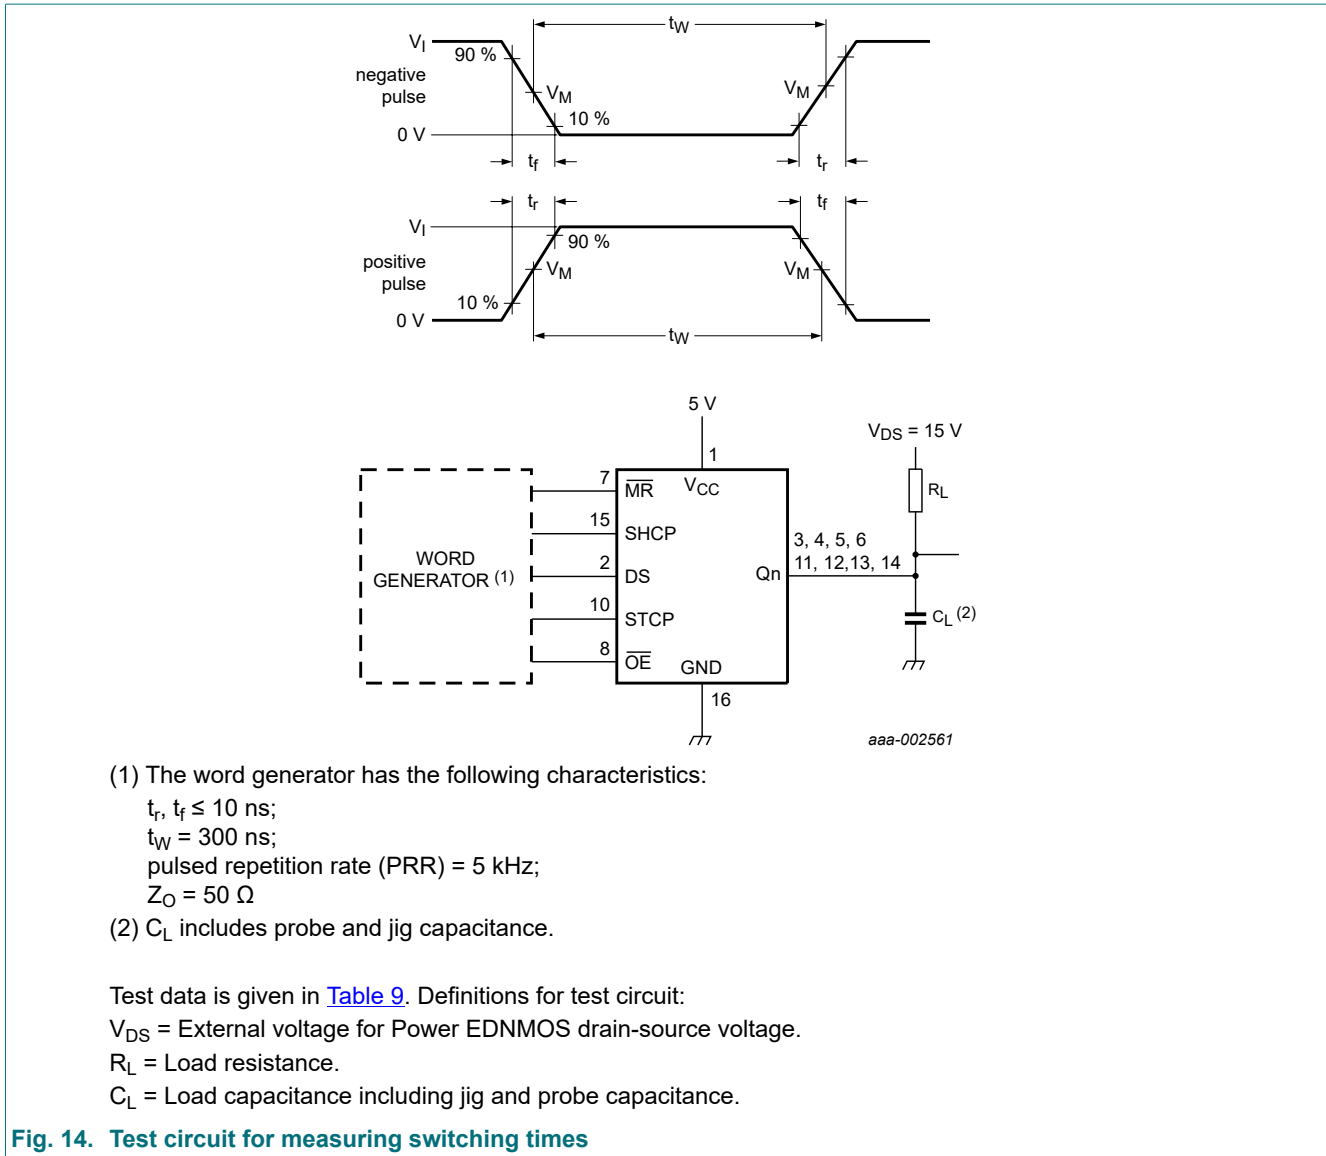 tW
VI
90 %
negative
pulse
VM
VM
10 %
0 V
tf
tr
tr
tf
VI
90 %
positive
pulse
VM
VM
10 %
0 V
tW
5 V
VDS = 15 V
1
7
MR
VCC
RL
15
SHCP
3, 4, 5, 6
WORD
GENERATOR (1)
2
DS
Qn
11, 12,13, 14
10
STCP
CL (2)
8
OE
GND
16
aaa-002561
(1) The word generator has the following characteristics:
tr, tf ≤ 10 ns;
tW = 300 ns;
pulsed repetition rate (PRR) = 5 kHz;
ZO = 50 Ω
(2) CL includes probe and jig capacitance.
Test data is given in Table 9. Definitions for test circuit:
VDS = External voltage for Power EDNMOS drain-source voltage.
RL = Load resistance.
CL = Load capacitance including jig and probe capacitance.
Fig. 14. Test circuit for measuring switching times